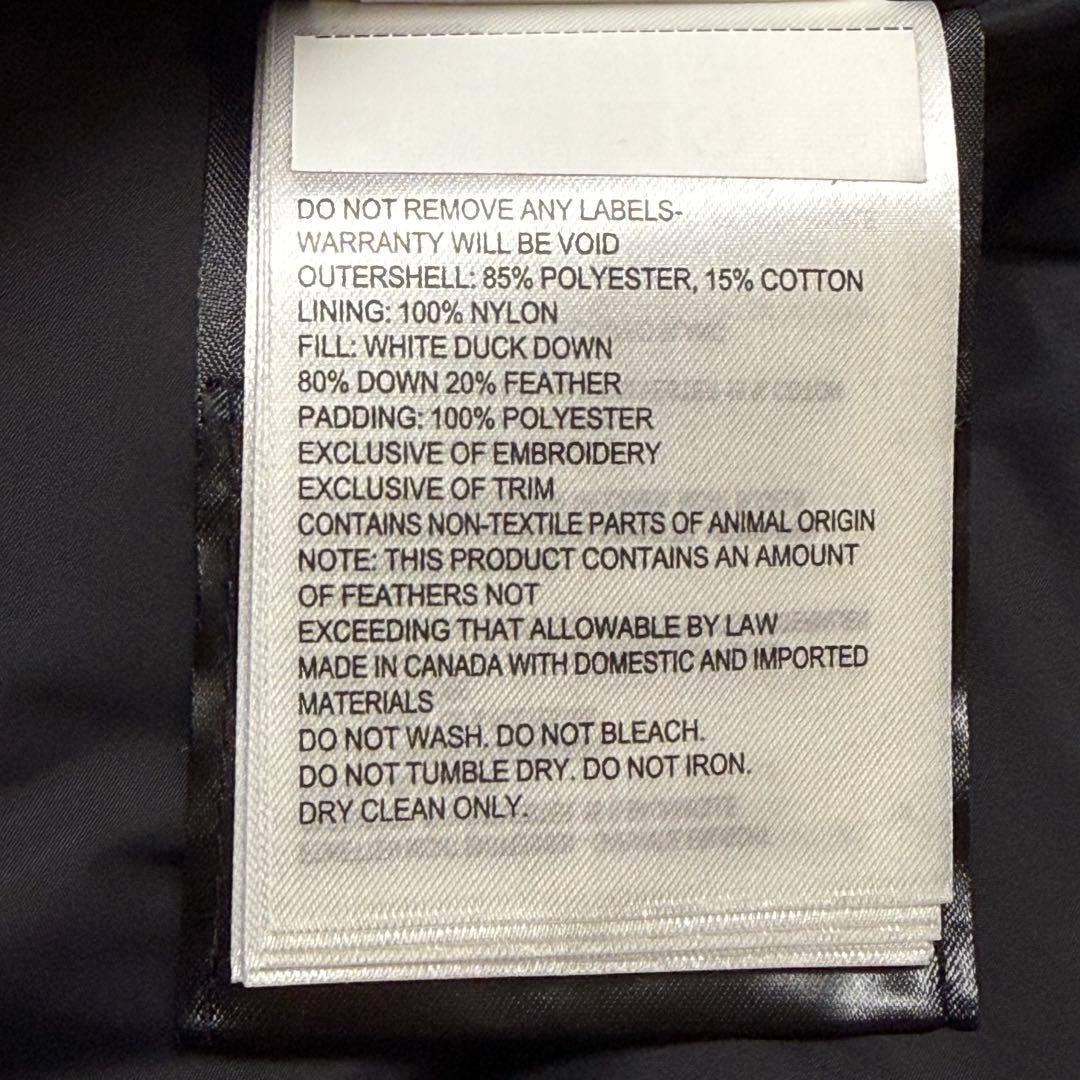 DO NOT REMOVE ANY LABELS-
WARRANTY WILL BE VOID
OUTERSHELL: 85% POLYESTER, 15% COTTON
LINING: 100% NYLON
FILL: WHITE DUCK DOWN
80% DOWN 20% FEATHER
PADDING: 100% POLYESTER
EXCLUSIVE OF EMBROIDERY
EXCLUSIVE OF TRIM
CONTAINS NON-TEXTILE PARTS OF ANIMAL ORIGIN
NOTE: THIS PRODUCT CONTAINS AN AMOUNT
OF FEATHERS NOT
EXCEEDING THAT ALLOWABLE BY LAW
MADE IN CANADA WITH DOMESTIC AND IMPORTED
MATERIALS
DO NOT WASH. DO NOT BLEACH.
DO NOT TUMBLE DRY. DO NOT IRON.
DRY CLEAN ONLY.